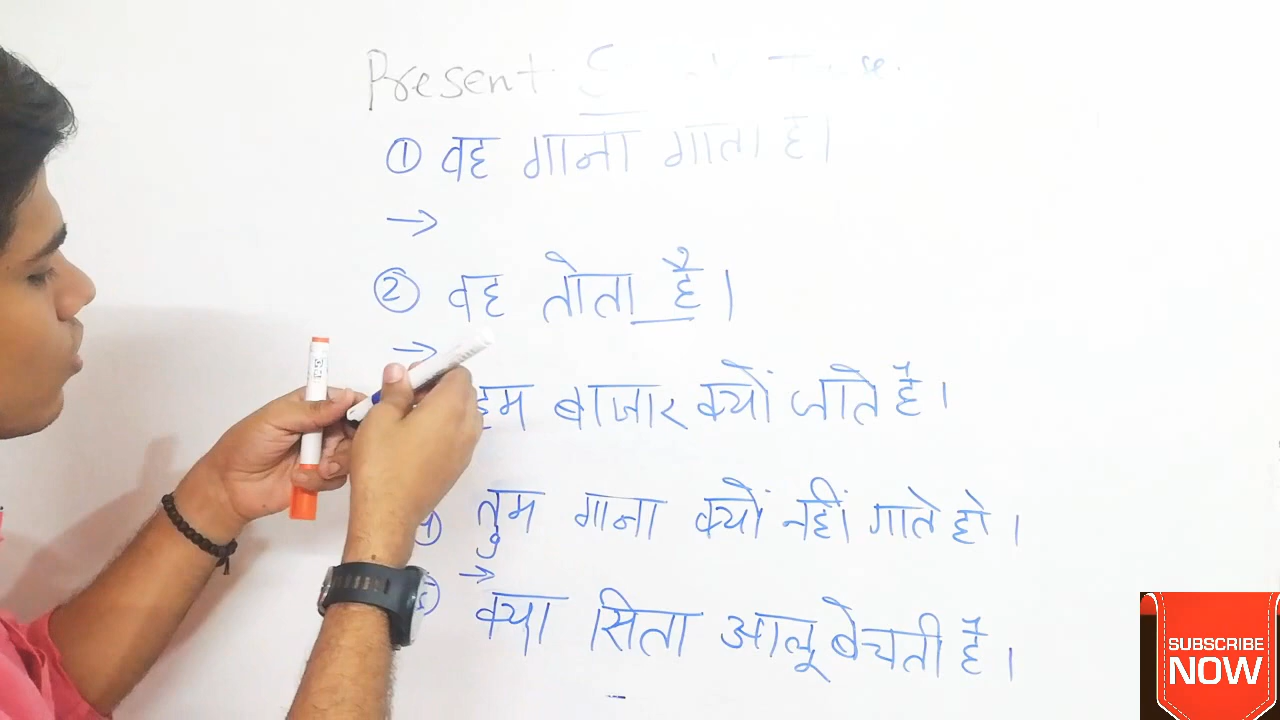 Present
① वह गाना गाता है।
→
② वह तोता है।
→
हम बाजार क्यों जाते है।
तुम गाना क्यों नहीं गाते हो।
→
क्या सिता आलू बेचती है।
SUBSCRIBE
NOW